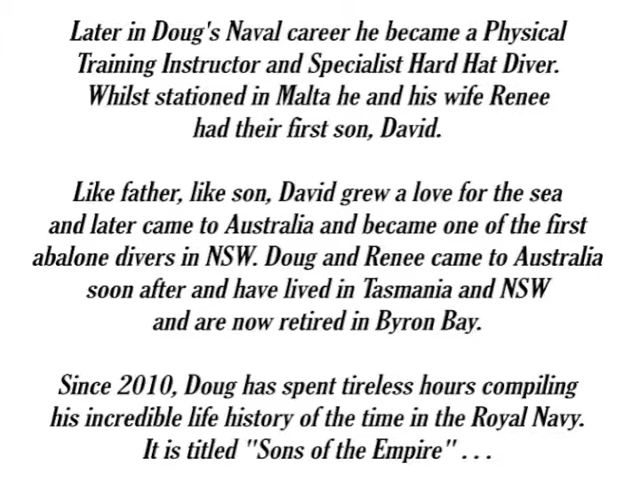 Later in Doug's Naval career he became a Physical
Training Instructor and Specialist Hard Hat Diver.
Whilst stationed in Malta he and his wife Renee
had their first son, David.
Like father, like son, David grew a love for the sea
and later came to Australia and became one of the first
abalone divers in NSW. Doug and Renee came to Australia
soon after and have lived in Tasmania and NSW
and are now retired in Byron Bay.
Since 2010, Doug has spent tireless hours compiling
his incredible life history of the time in the Royal Navy.
It is titled "Sons of the Empire" . . .